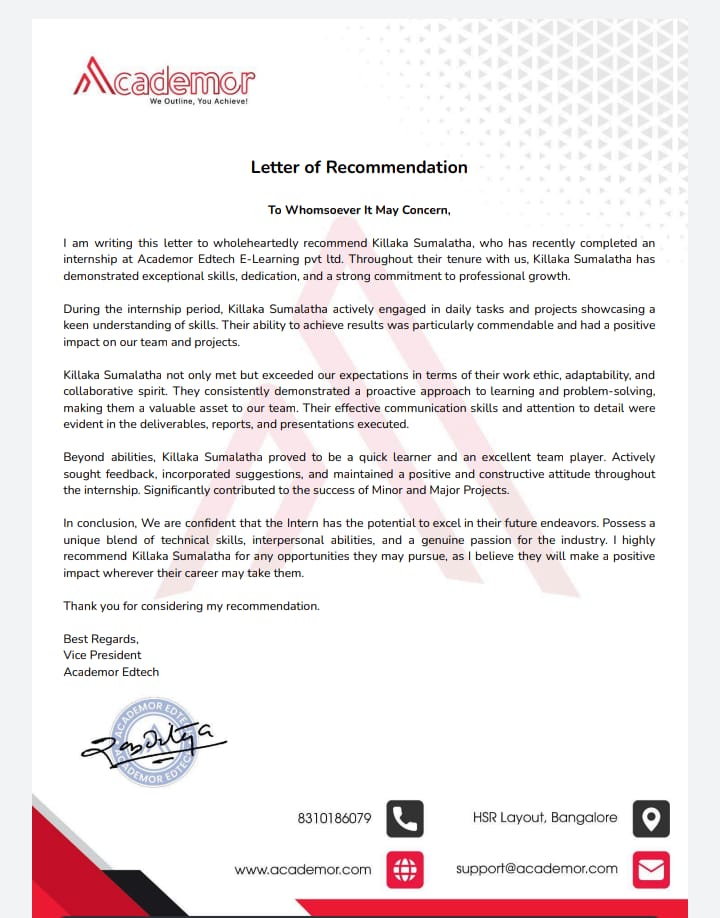 Academor
We Outline, You Achieve!
Letter of Recommendation
To Whomsoever It May Concern,
I am writing this letter to wholeheartedly recommend Killaka Sumalatha, who has recently completed an
internship at Academor Edtech E-Learning pvt ltd. Throughout their tenure with us, Killaka Sumalatha has
demonstrated exceptional skills, dedication, and a strong commitment to professional growth.
During the internship period, Killaka Sumalatha actively engaged in daily tasks and projects showcasing a
keen understanding of skills. Their ability to achieve results was particularly commendable and had a positive
impact on our team and projects.
Killaka Sumalatha not only met but exceeded our expectations in terms of their work ethic, adaptability, and
collaborative spirit. They consistently demonstrated a proactive approach to learning and problem-solving,
making them a valuable asset to our team. Their effective communication skills and attention to detail were
evident in the deliverables, reports, and presentations executed.
Beyond abilities, Killaka Sumalatha proved to be a quick learner and an excellent team player. Actively
sought feedback, incorporated suggestions, and maintained a positive and constructive attitude throughout
the internship. Significantly contributed to the success of Minor and Major Projects.
In conclusion, We are confident that the Intern has the potential to excel in their future endeavors. Possess a
unique blend of technical skills, interpersonal abilities, and a genuine passion for the industry. I highly
recommend Killaka Sumalatha for any opportunities they may pursue, as I believe they will make a positive
impact wherever their career may take them.
Thank you for considering my recommendation.
Best Regards,
Vice President
Academor Edtech
ACADEMOR EDTEC
ACADEMOR EDTEC
8310186079
HSR Layout, Bangalore
www.academor.com
support@academor.com